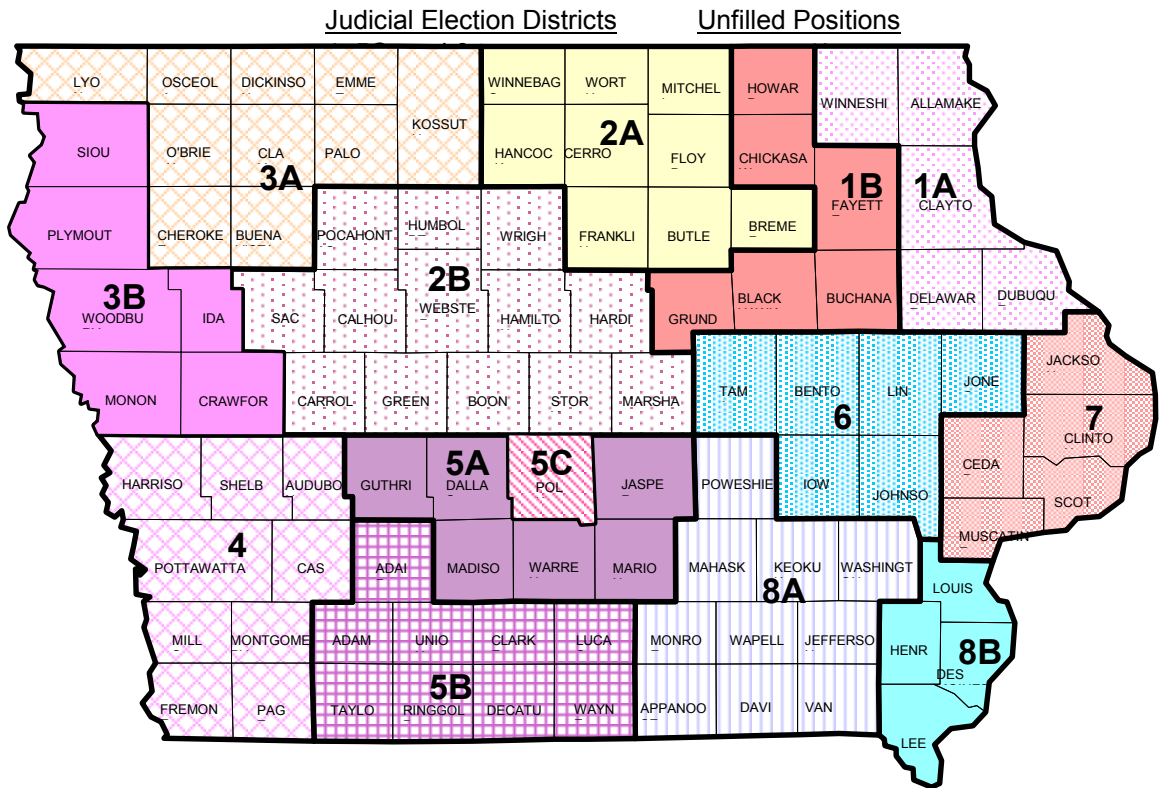 Judicial Election Districts Unfilled Positions
LYO OSCEOL DICKINSO EMME
WINNEBAG WORT MITCHEL HOWAR
WINNESHI ALLAMAKE
KOSSUT
2A
SIOU O'BRIE CLA PALO
HANCOC CERRO FLOY CHICKASA
3A
1B 1A
FAYETT CLAYTO
PLYMOUT CHEROKE BUENA
POCAHONT HUMBOL WRIGH
FRANKLI BUTLE BREME
2B
3B
WOODBU IDA SAC CALHOU WEBSTE HAMILTO HARDI
GRUND BLACK BUCHANA DELAWAR DUBUQU
MONON CRAWFOR CARROL GREEN BOON STOR MARSHA
TAM BENTO LIN JONE JACKSO
6 7
CLINTO
5A 5C
HARRISO SHELB AUDUBO GUTHRI DALLA POL JASPE POWESHIE
IOW JOHNSO CEDA SCOT
MUSCATIN
4
POTTAWATTA CAS ADAI MADISO WARRE MARIO
MAHASK KEOKU WASHINGT
8A
LOUIS
MILL MONTGOME ADAM UNIO CLARK LUCA
MONRO WAPELL JEFFERSO HENR
8B
DES
5B
FREMON PAG TAYLO RINGGOL DECATU WAYN
APPANOO DAVI VAN
LEE